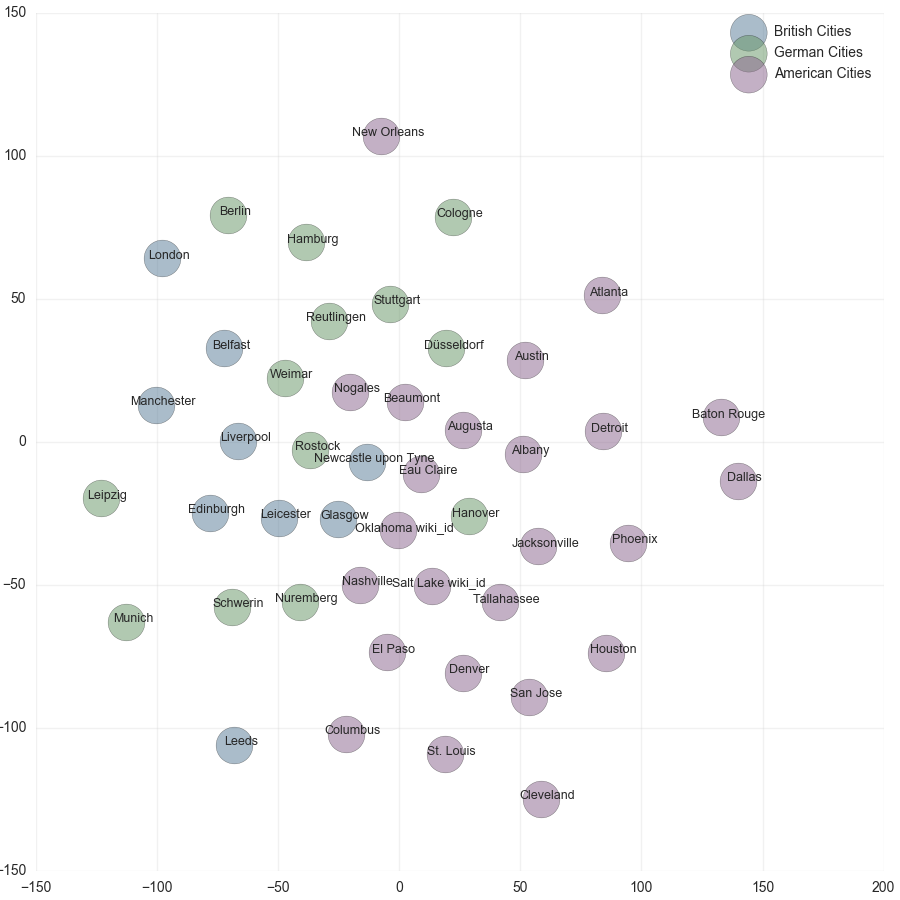 150
British Cities
German Cities
American Cities
New Orleans
100
Berlin
Cologne
Hamburg
London
50
Atlanta
Stuttgart
Reutlingen
Belfast
Düsseldorf
Austin
Weimar
Nogales
Beaumont
Manchester
Baton Rouge
Augusta
Detroit
Liverpool
0
Rostock
Albany
Newcastle upon Tyne
Eau Claire
Dallas
Leipzig
Edinburgh
Leicester
Glasgow
Hanover
Oklahoma wiki_id
Jacksonville
Phoenix
−50
Nashville
Salt Lake wiki_id
Schwerin
Nuremberg
Tallahassee
Munich
El Paso
Houston
Denver
San Jose
−100
Columbus
Leeds
St. Louis
Cleveland
−150
−150 −100 −50 0 50 100 150 200